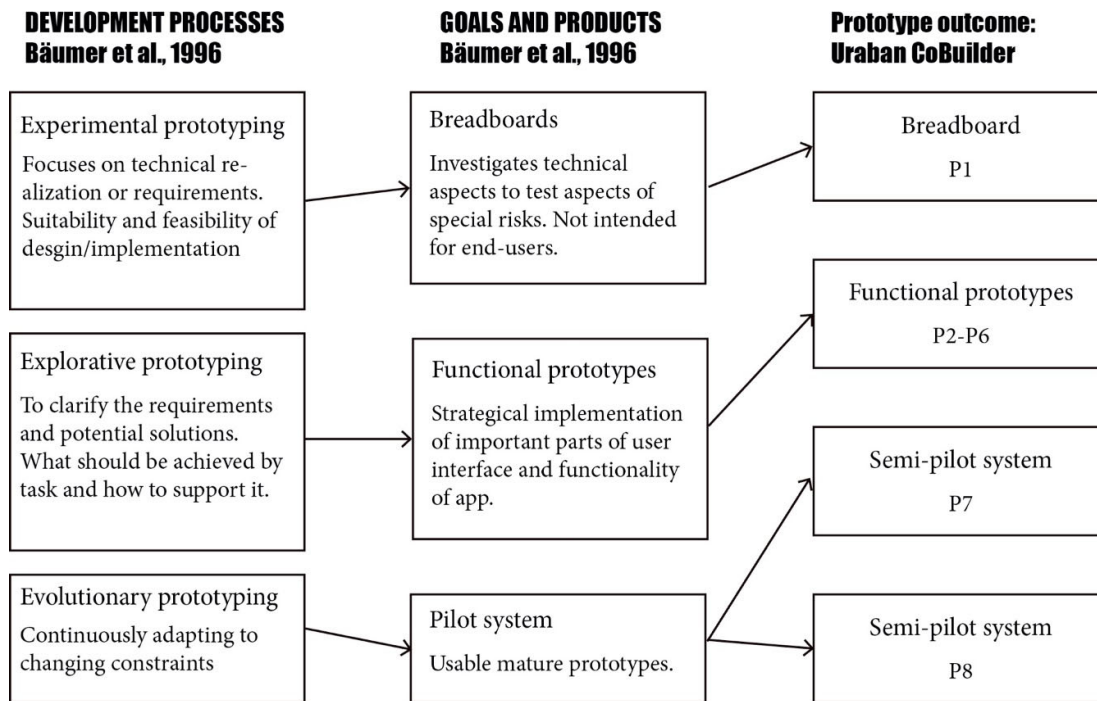 DEVELOPMENT PROCESSES
Bäumer et al., 1996
Experimental prototyping
Focuses on technical re-
alization or requirements.
Suitability and feasibility of
desgin/implementation
Explorative prototyping
To clarify the requirements
and potential solutions.
What should be achieved by
task and how to support it.
Evolutionary prototyping
Continuously adapting to
changing constraints
GOALS AND PRODUCTS
Bäumer et al., 1996
Breadboards
Investigates technical
aspects to test aspects of
special risks. Not intended
for end-users.
Functional prototypes
Strategical implementation
of important parts of user
interface and functionality
of app.
Pilot system
Usable mature prototypes.
Prototype outcome:
Uraban CoBuilder
Breadboard
P1
Functional prototypes
P2-P6
Semi-pilot system
P7
Semi-pilot system
P8